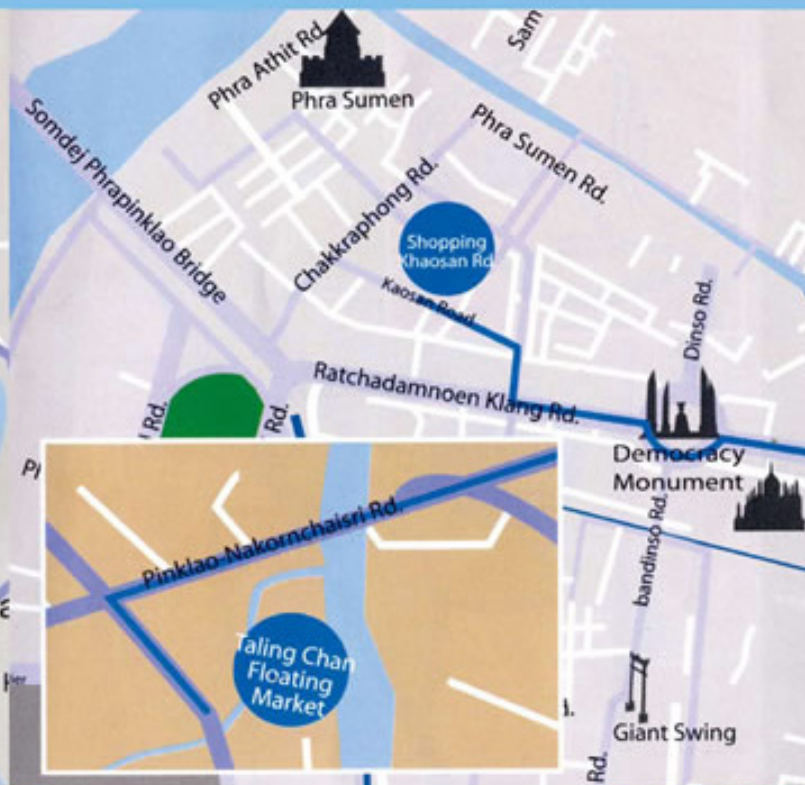 Sam
Phra Athit Rd.
Phra Sumen
Phra Sumen Rd.
Somdej Phrapinklao Bridge
Chakkraphong Rd.
Shopping
Khaosan Rd.
Kaosan Road
Dinso Rd.
Ratchadamnoen Klang Rd.
Rd.
Rd.
Democracy
Monument
bandinso Rd.
Pinklao-Nakornchaisri Rd.
Taling Chan
Floating
Market
Giant Swing
Rd.